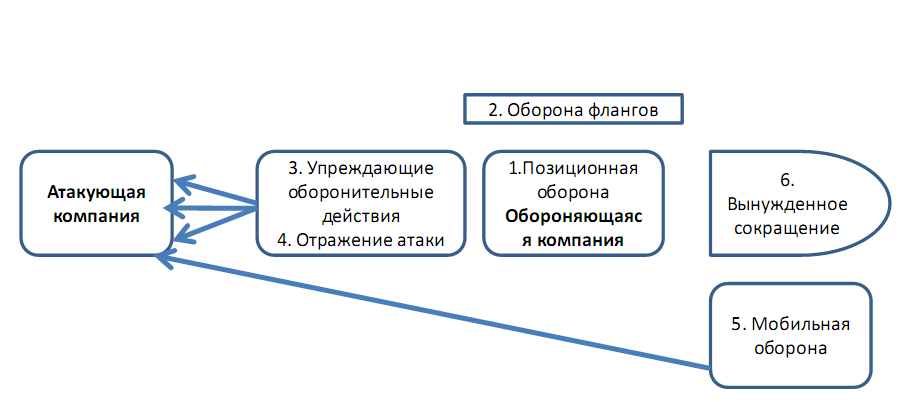 2. Оборона флангов
Атакующая
компания
3. Упреждающие
оборонительные
действия
4. Отражение атаки
1.Позиционная
оборона
Обороняющаяс
я компания
6.
Вынужденное
сокращение
5. Мобильная
оборона